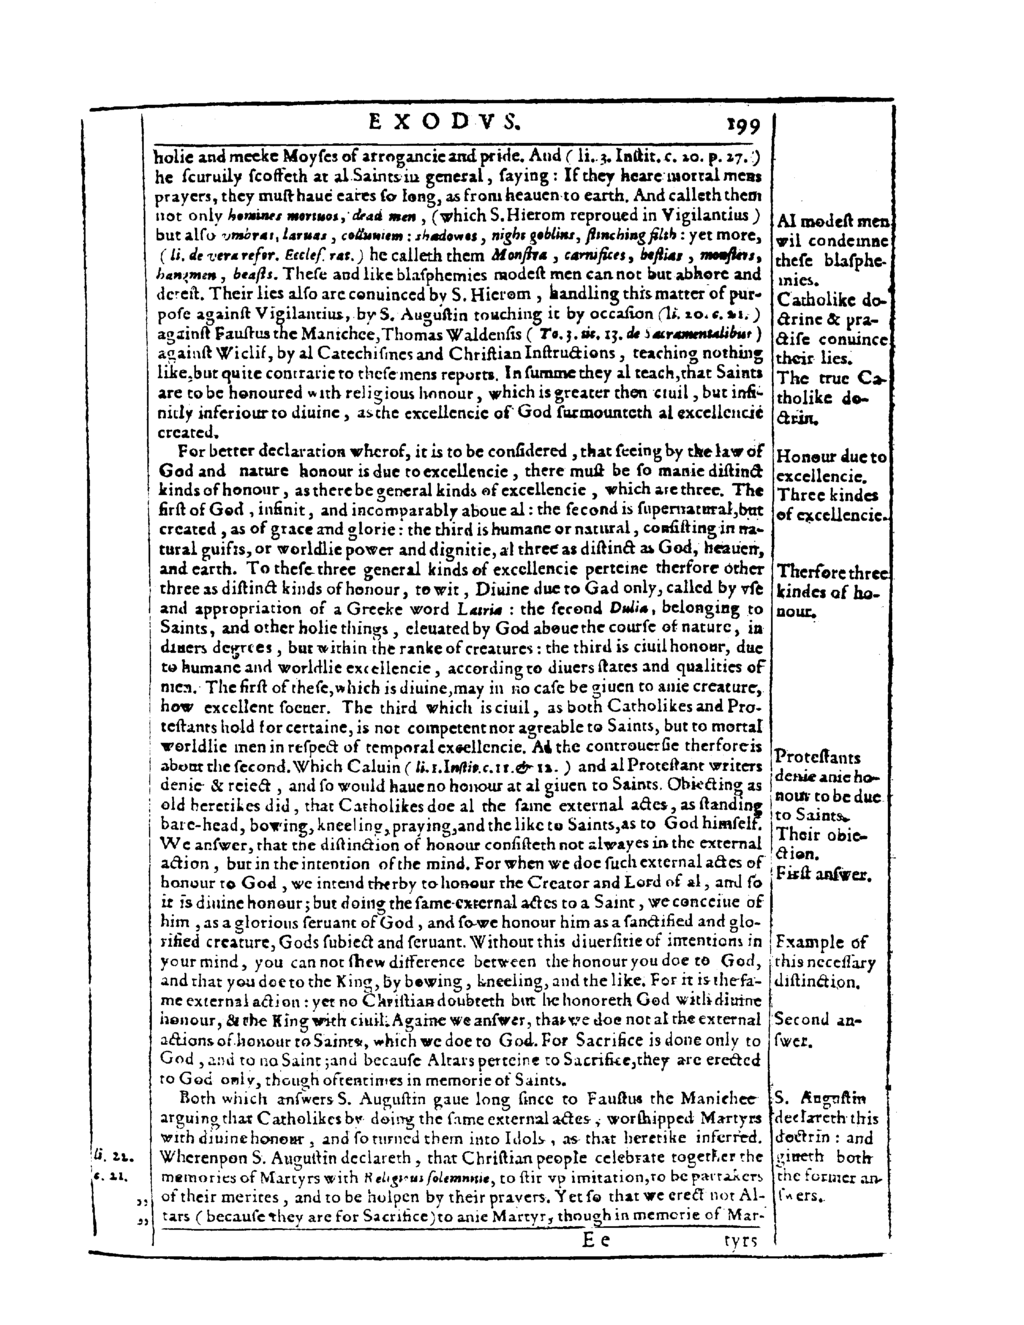 EXODVS. 199
holie and meeke Moyſes of arrogancie and pride. And ( li. 3. Inſtit. c. 20. p. 27. )
he ſcuruily ſcoffeth at al Saints in general, ſaying: If they heare mortal mens
prayers, they muſt haue eares ſo long, as from heauen to earth. And calleth them
not only homines mortuos, dead men, (which S. Hierom reproued in Vigilantius)
but alſo vmbras, laruas, colluuiem: shadowes, night goblins, ſtinching filth: yet more,
( li. de vera refor. Eccleſ. rat. ) he calleth them Monſtra, carnifices, beſtias, monſters,
hangmen, beaſts. Theſe and like blaſphemies modeſt men can not but abhore and
deteſt. Their lies alſo are conuinced by S. Hierom, handling this matter of pur-
poſe againſt Vigilantius, by S. Auguſtin touching it by occaſion (li. 20. c. 21. )
againſt Fauſtus the Manichee, Thomas Waldenſis ( To. 3. tit. 13. de Sacramentalibus )
againſt Wiclif, by al Catechiſmes and Chriſtian Inſtructions, teaching nothing
like, but quite contrarie to theſe mens reports. In ſumme they al teach, that Saints
are to be honoured with religious honour, which is greater then ciuil, but infi-
nitly inferiour to diuine, as the excellencie of God ſurmounteth al excellencie
created.
For better declaration wherof, it is to be conſidered, that ſeeing by the law of
God and nature honour is due to excellencie, there muſt be ſo manie diſtinct
kinds of honour, as there be general kinds of excellencie, which are three. The
firſt of God, infinit, and incomparably aboue al: the ſecond is ſupernatural, but
created, as of grace and glorie: the third is humane or natural, conſiſting in na-
tural guifts, or worldlie power and dignitie, al three as diſtinct as God, heauen,
and earth. To theſe three general kinds of excellencie perteine therfore other
three as diſtinct kinds of honour, to wit, Diuine due to God only, called by vſe
and appropriation of a Greeke word Latria: the ſecond Dulia, belonging to
Saints, and other holie things, eleuated by God aboue the courſe of nature, in
diuers degrees, but within the ranke of creatures: the third is ciuil honour, due
to humane and worldlie excellencie, according to diuers ſtates and qualities of
men. The firſt of theſe, which is diuine, may in no caſe be giuen to anie creature,
how excellent ſoeuer. The third which is ciuil, as both Catholikes and Pro-
teſtants hold for certaine, is not competent nor agreable to Saints, but to mortal
worldlie men in reſpect of temporal excellencie. Al the controuerſie therfore is
about the ſecond. Which Caluin ( li. 1. Inſtit. c. 11. & 12. ) and al Proteſtant writers
denie & reiect, and ſo would haue no honour at al giuen to Saints. Obiecting as
old heretikes did, that Catholikes doe al the ſame external actes, as ſtanding
bare-head, bowing, kneeling, praying, and the like to Saints, as to God himſelf.
We anſwer, that the diſtinction of honour conſiſteth not alwayes in the external
action, but in the intention of the mind. For when we doe ſuch external actes of
honour to God, we intend therby to honour the Creator and Lord of al, and ſo
it is diuine honour; but doing the ſame external actes to a Saint, we conceiue of
him, as a glorious ſeruant of God, and ſo we honour him as a ſanctified and glo-
rified creature, Gods ſubiect and ſeruant. Without this diuerſitie of intentions in
your mind, you can not ſhew difference between the honour you doe to God,
and that you doe to the King, by bowing, kneeling, and the like. For it is the ſa-
me external action: yet no Chriſtian doubteth but he honoreth God with diuine
honour, & the King with ciuil. Againe we anſwer, that we doe not al the external
actions of honour to Saints, which we doe to God. For Sacrifice is done only to
God, and to no Saint; and becauſe Altars perteine to Sacrifice, they are erected
to God only, though oftentimes in memorie of Saints.
Both which anſwers S. Auguſtin gaue long ſince to Fauſtus the Manichee
arguing that Catholikes by doing the ſame external actes, worſhipped Martyrs
with diuine honour, and ſo turned them into Idols, as that heretike inferred.
Wherenpon S. Auguſtin declareth, that Chriſtian people celebrate together the
memories of Martyrs with Religious ſolemnitie, to ſtir vp imitation, to be partakers
of their merites, and to be holpen by their prayers. Yet ſo that we erect not Al-
tars ( becauſe they are for Sacrifice) to anie Martyr, though in memorie of Mar-
E e tyrs
Al modeſt men
wil condemne
theſe blaſphe-
mies.
Catholike do-
ctrine & pra-
ctiſe conuince
their lies.
The true Ca-
tholike do-
ctrin.
Honour due to
excellencie.
Three kindes
of excellencie.
Therfore three
kindes of ho-
nour.
Proteſtants
denie anie ho-
nour to be due
to Saints.
Their obie-
ction.
Firſt anſwer.
Example of
this neceſſary
diſtinction.
Second an-
ſwer.
S. Auguſtin
declareth this
doctrin: and
giueth both
the former an-
ſwers.
li. 22.
c. 21.
,,
,,